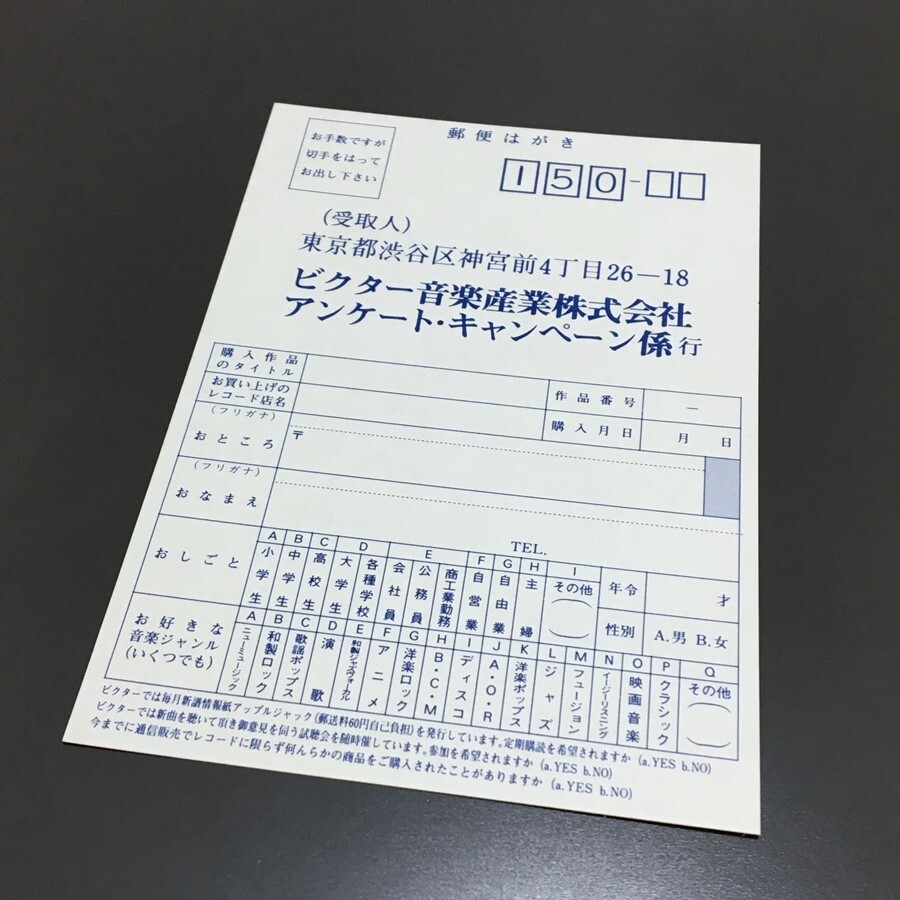 郵便はがき
お手数ですが
切手をはって
お出し下さい
150-□□
(受取人)
東京都渋谷区神宮前4丁目26−18
ビクター音楽産業株式会社
アンケート・キャンペーン係行
購入作品のタイトル
作品番号 −
お買い上げのレコード店名
購入月日 月 日
(フリガナ)
おところ 〒
(フリガナ)
おなまえ
TEL.
おしごと
A 小学生
B 中学生
C 高校生
D 大学生 各種学校
E 会社員 公務員 商工業勤務
F 自営業
G 自由業
H 主婦
I その他( )
年令 才
性別 A.男 B.女
お好きな
音楽ジャンル
(いくつでも)
A ニューミュージック
B 和製ロック
C 歌謡ポップス
D 演歌
E 和製ジャズヴォーカル
F アニメ
G 洋楽ロック
H B・C・M
I ディスコ
J A・O・R
K 洋楽ポップス
L ジャズ
M フュージョン
N イージーリスニング
O 映画音楽
P クラシック
Q その他( )
ビクターでは毎月新譜情報紙アップルジャック(郵送料60円自己負担)を発行しています。定期購読を希望されますか (a.YES b.NO)
ビクターでは新曲を聴いて頂き御意見を伺う試聴会を随時催しています。参加を希望されますか (a.YES b.NO)
今までに通信販売でレコードに限らず何んらかの商品をご購入されたことがありますか (a.YES b.NO)